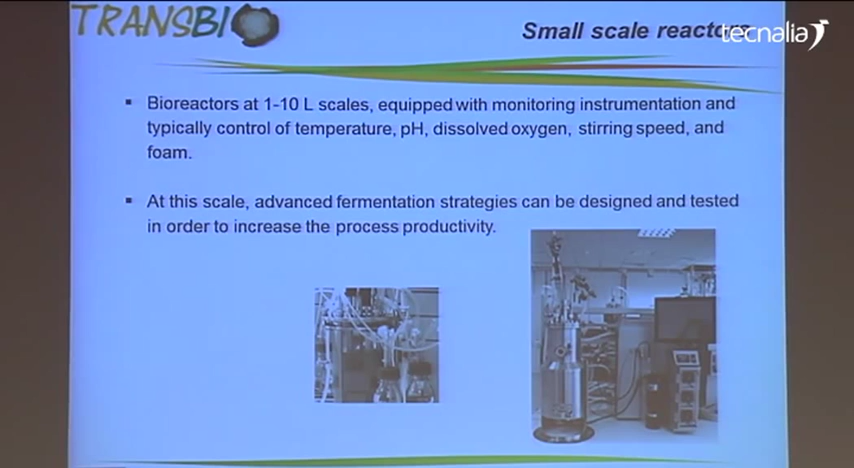 TRANSBIO
Small scale reactors
tecnalia
▪ Bioreactors at 1-10 L scales, equipped with monitoring instrumentation and
typically control of temperature, pH, dissolved oxygen, stirring speed, and
foam.
▪ At this scale, advanced fermentation strategies can be designed and tested
in order to increase the process productivity.